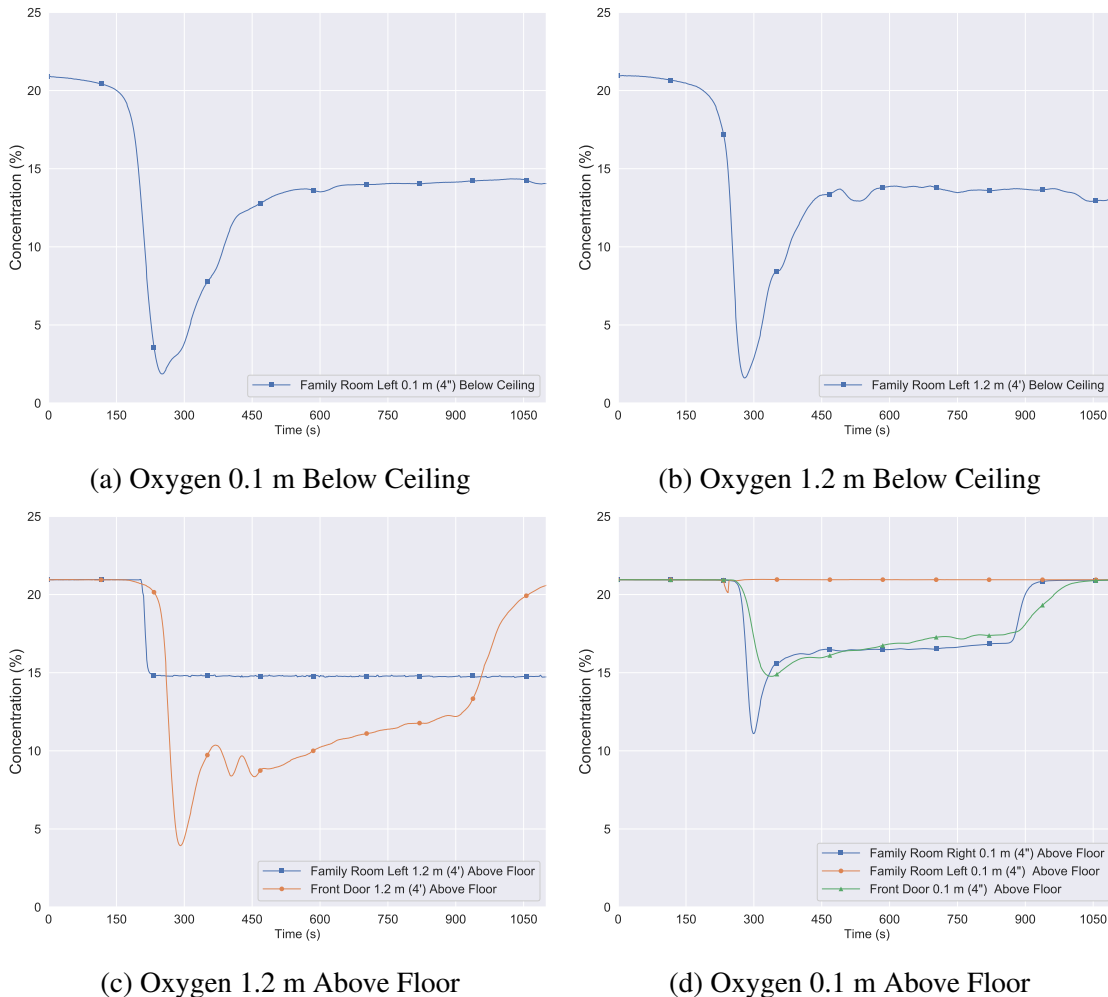 25
20
15
10
5
0
Concentration (%)
Family Room Left 0.1 m (4") Below Ceiling
0 150 300 450 600 750 900 1050
Time (s)
(a) Oxygen 0.1 m Below Ceiling
25
20
15
10
5
0
Concentration (%)
Family Room Left 1.2 m (4') Below Ceiling
0 150 300 450 600 750 900 1050
Time (s)
(b) Oxygen 1.2 m Below Ceiling
25
20
15
10
5
0
Concentration (%)
Family Room Left 1.2 m (4') Above Floor
Front Door 1.2 m (4') Above Floor
0 150 300 450 600 750 900 1050
Time (s)
(c) Oxygen 1.2 m Above Floor
25
20
15
10
5
0
Concentration (%)
Family Room Right 0.1 m (4") Above Floor
Family Room Left 0.1 m (4") Above Floor
Front Door 0.1 m (4") Above Floor
0 150 300 450 600 750 900 1050
Time (s)
(d) Oxygen 0.1 m Above Floor